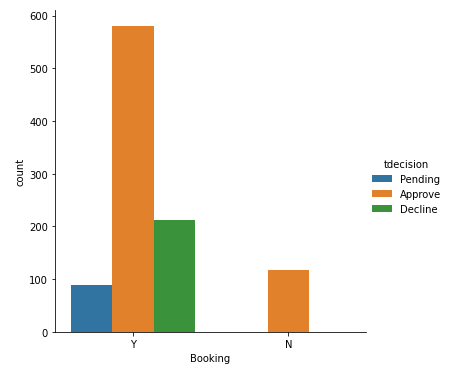 600
500
400
300
200
100
0
count
Y
N
Booking
tdecision
Pending
Approve
Decline